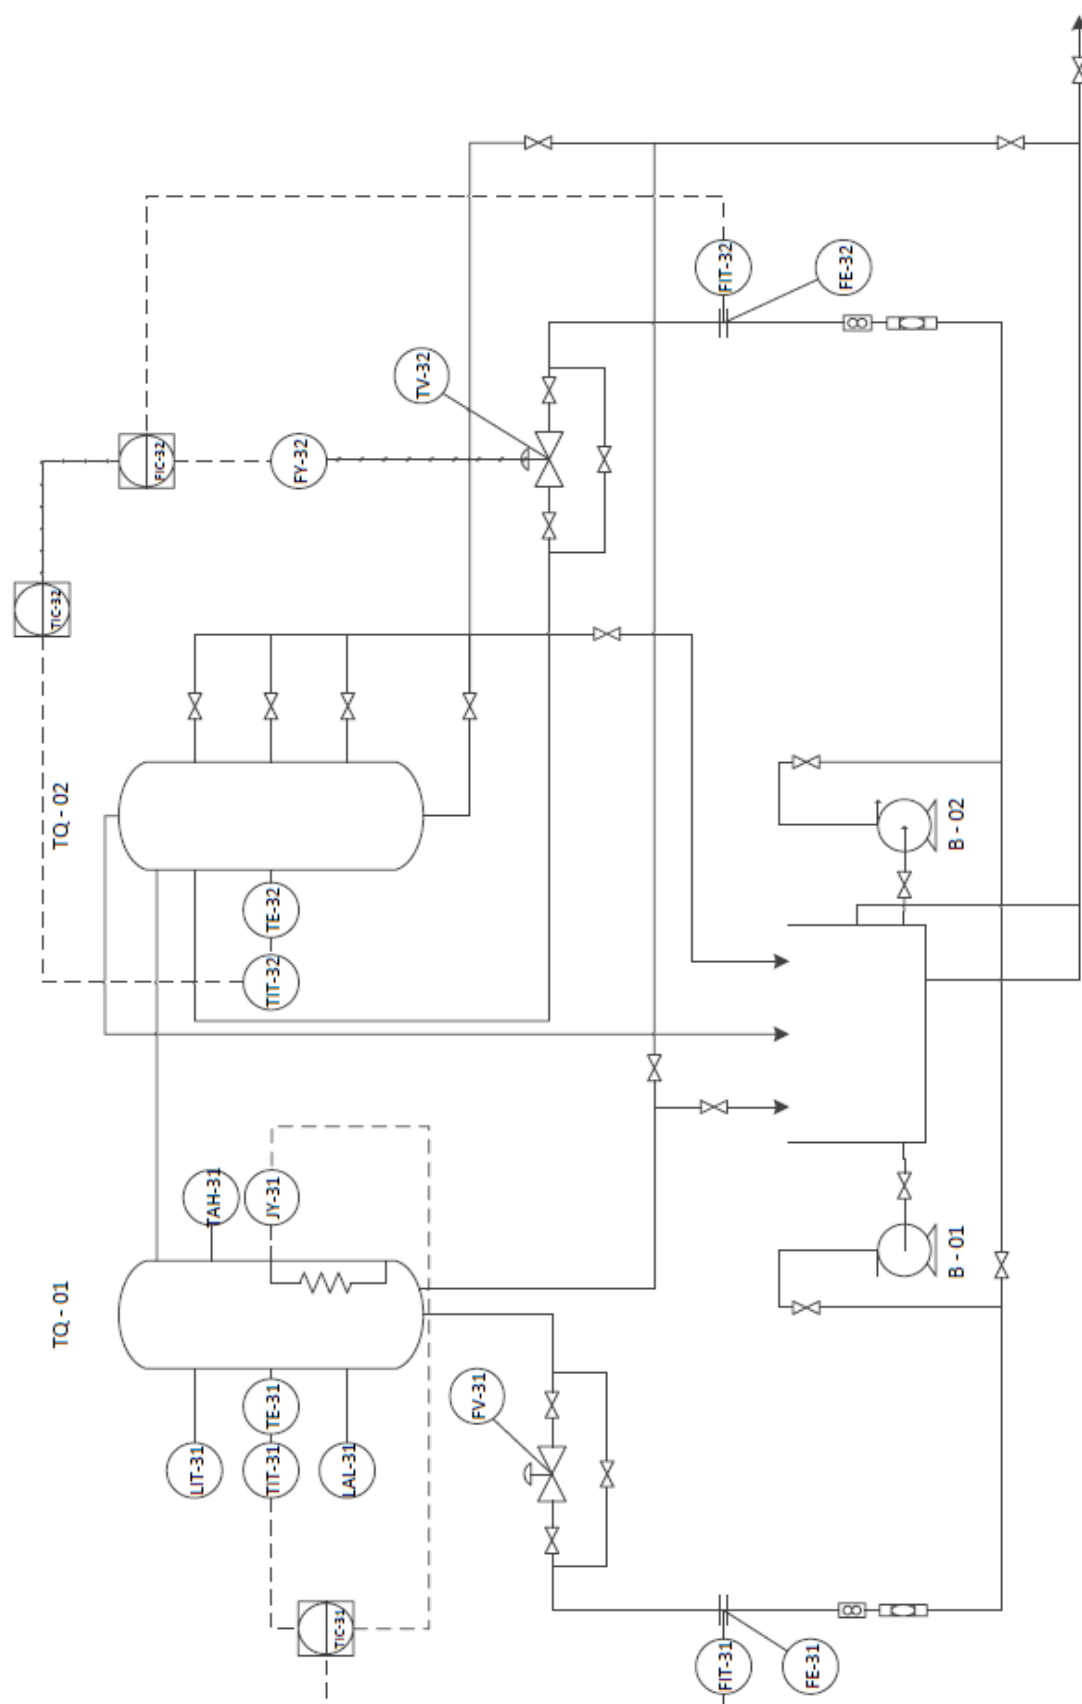 TIC-32
TQ - 01
TQ - 02
FIC-32
LIT-31
TAH-31
TIT-31
TE-31
JY-31
TIT-32
TE-32
FY-32
TIC-31
LAL-31
TV-32
FV-31
FIT-31
FIT-32
FE-31
FE-32
B - 01
B - 02